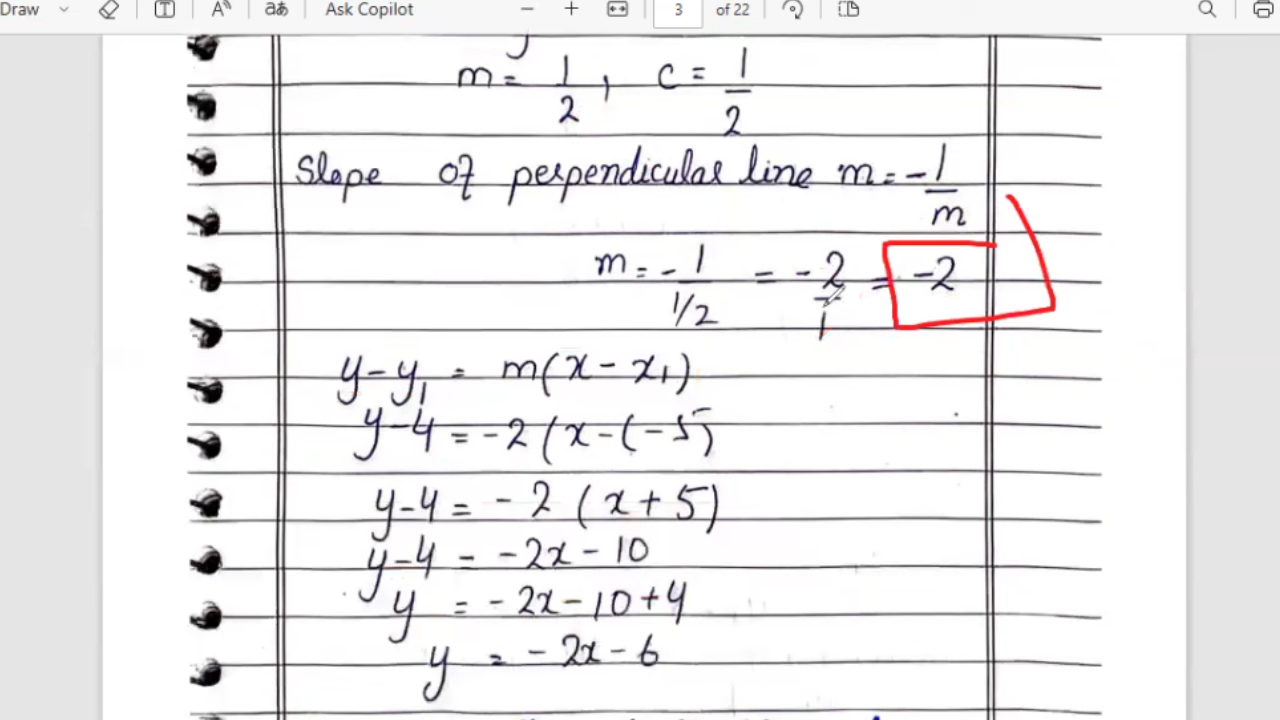 Draw Ask Copilot 3 of 22
m = 1/2, c = 1/2
Slope of perpendicular line m = -1/m
m = -1/1/2 = -2/1 = -2
y-y₁ = m(x-x₁)
y-4 = -2(x-(-5)
y-4 = -2(x+5)
y-4 = -2x-10
y = -2x-10+4
y = -2x-6